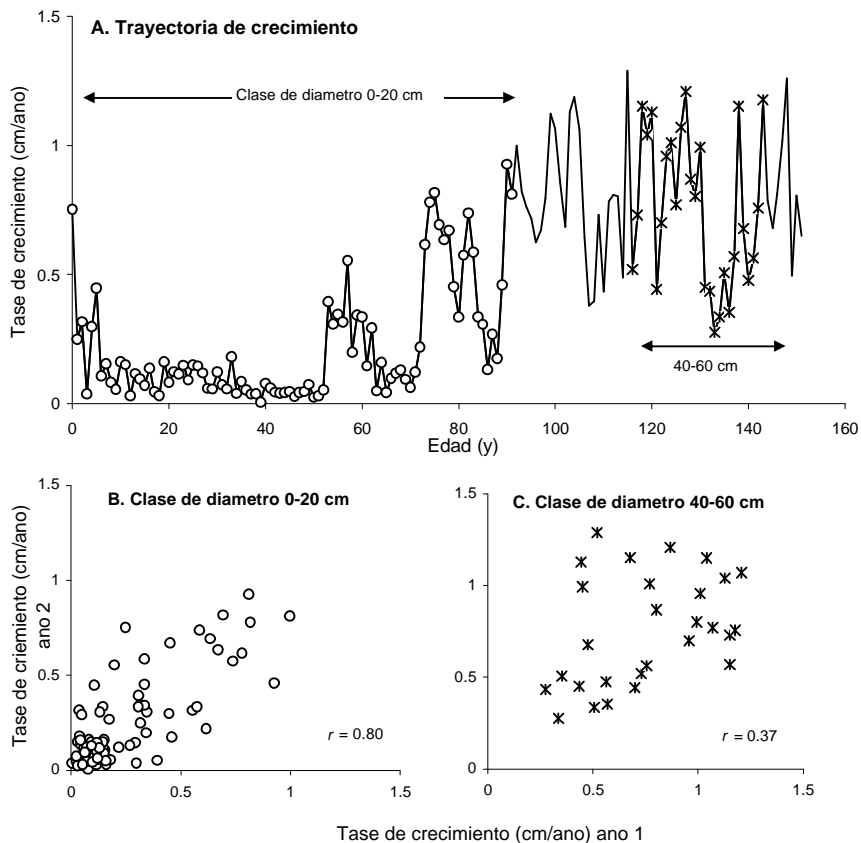 A. Trayectoria de crecimiento
Tase de crecimiento (cm/ano)
1.5
1
0.5
0
Clase de diametro 0-20 cm
40-60 cm
0
20
40
60
80
100
120
140
160
Edad (y)
B. Clase de diametro 0-20 cm
Tase de criemiento (cm/ano)
ano 2
1.5
1
0.5
0
r = 0.80
0
0.5
1
1.5
C. Clase de diametro 40-60 cm
1.5
1
0.5
0
r = 0.37
0
0.5
1
1.5
Tase de crecimiento (cm/ano) ano 1